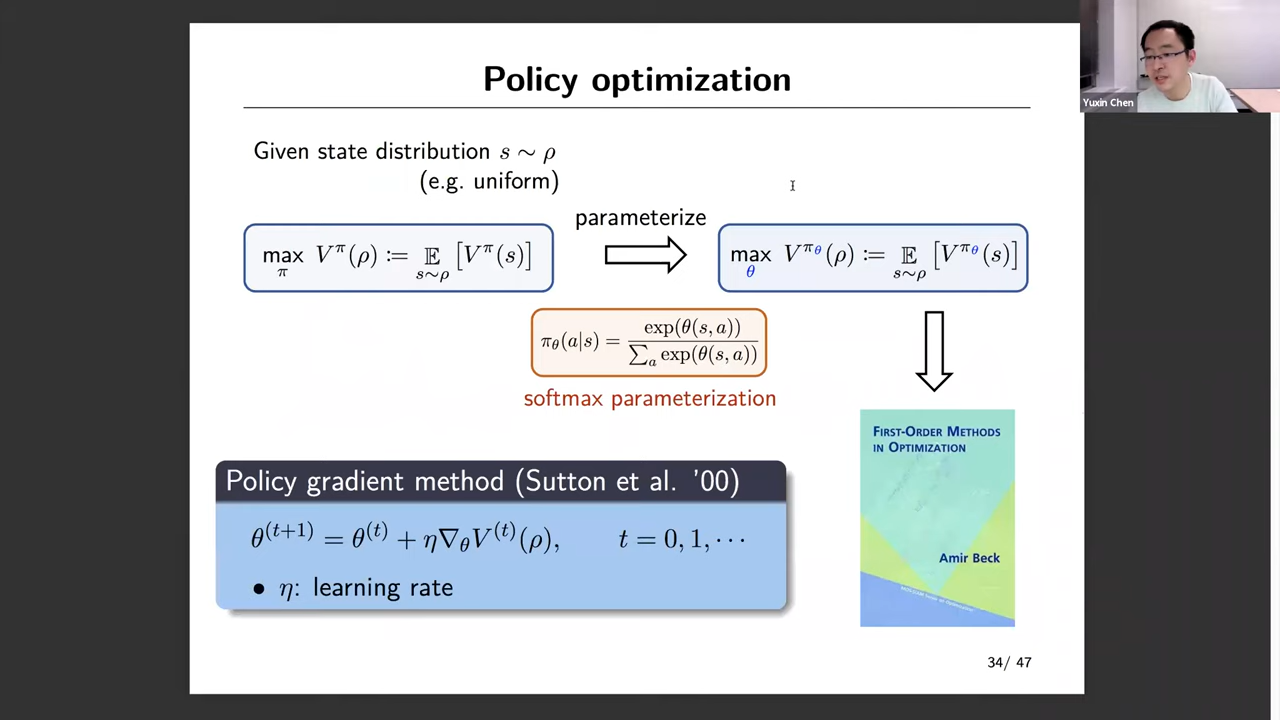 Policy optimization
Yuxin Chen
Given state distribution s ∼ ρ
(e.g. uniform)
parameterize
max_π V^π(ρ) := E_{s∼ρ} [V^π(s)]
max_θ V^{π_θ}(ρ) := E_{s∼ρ} [V^{π_θ}(s)]
π_θ(a|s) = exp(θ(s, a)) / ∑_a exp(θ(s, a))
softmax parameterization
FIRST-ORDER METHODS
IN OPTIMIZATION
Amir Beck
Policy gradient method (Sutton et al. '00)
θ^{(t+1)} = θ^{(t)} + η∇_θ V^{(t)}(ρ), t = 0, 1, ⋯
• η: learning rate
34/ 47